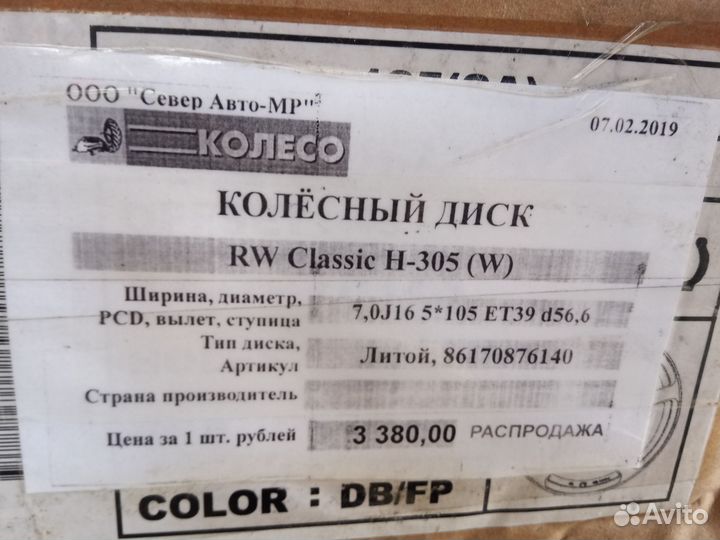 ООО "Север Авто-МР"
07.02.2019
КОЛЕСО
КОЛЁСНЫЙ ДИСК
RW Classic H-305 (W)
Ширина, диаметр,
PCD, вылет, ступица
7,0J16 5*105 ET39 d56,6
Тип диска,
Артикул
Литой, 86170876140
Страна производитель
Цена за 1 шт. рублей
3 380,00 РАСПРОДАЖА
COLOR : DB/FP
Avito